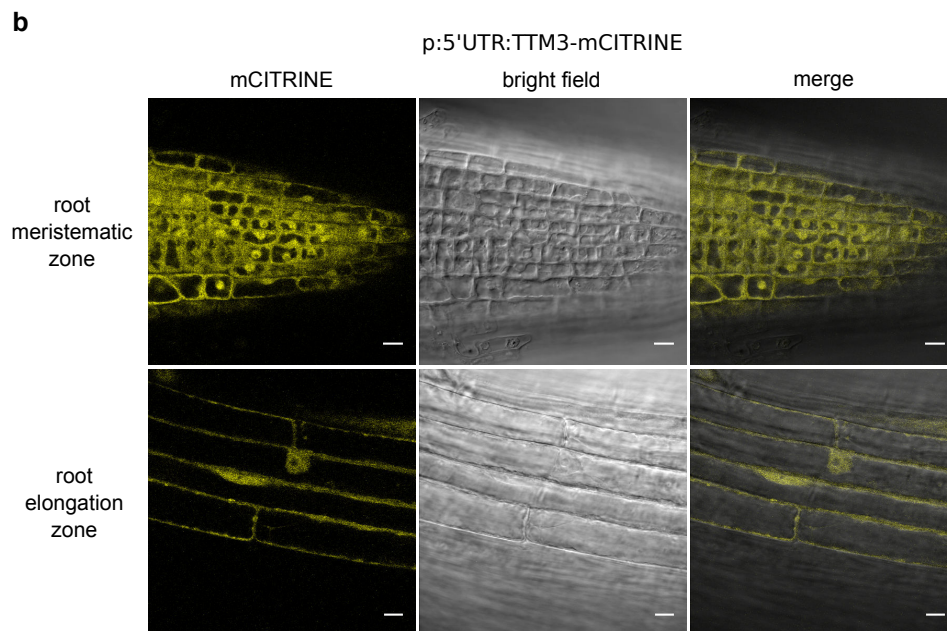 b
p:5'UTR:TTM3-mCITRINE
mCITRINE
bright field
merge
root
meristematic
zone
root
elongation
zone